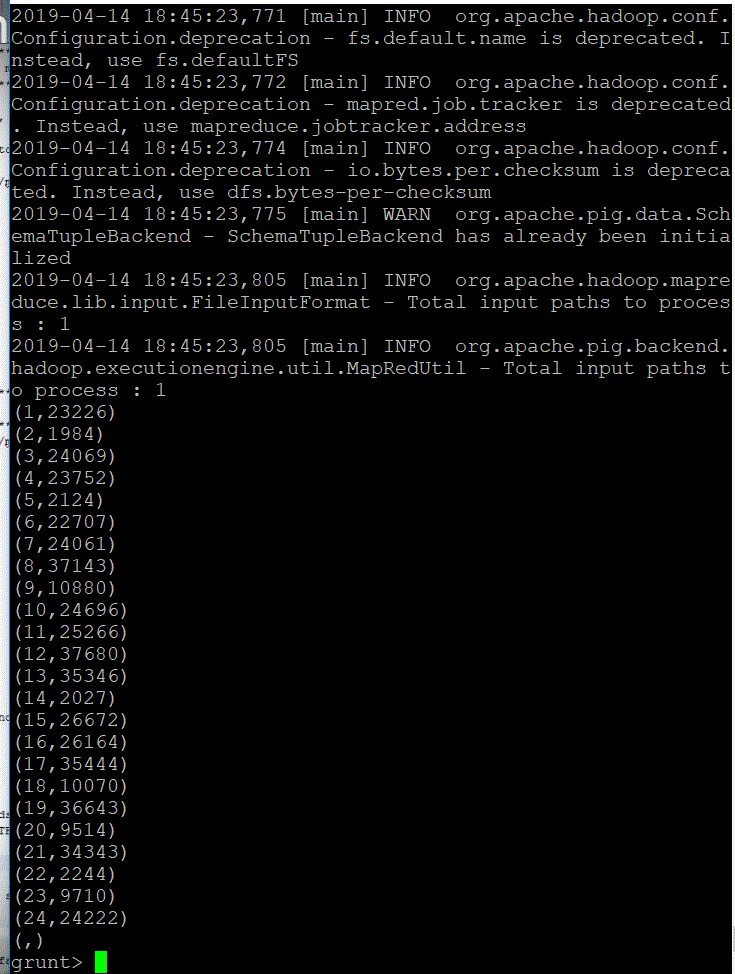 2019-04-14 18:45:23,771 [main] INFO  org.apache.hadoop.conf.
Configuration.deprecation - fs.default.name is deprecated. I
nstead, use fs.defaultFS
2019-04-14 18:45:23,772 [main] INFO  org.apache.hadoop.conf.
Configuration.deprecation - mapred.job.tracker is deprecated
. Instead, use mapreduce.jobtracker.address
2019-04-14 18:45:23,774 [main] INFO  org.apache.hadoop.conf.
Configuration.deprecation - io.bytes.per.checksum is depreca
ted. Instead, use dfs.bytes-per-checksum
2019-04-14 18:45:23,775 [main] WARN  org.apache.pig.data.Sch
emaTupleBackend - SchemaTupleBackend has already been initia
lized
2019-04-14 18:45:23,805 [main] INFO  org.apache.hadoop.mapre
duce.lib.input.FileInputFormat - Total input paths to proces
s : 1
2019-04-14 18:45:23,805 [main] INFO  org.apache.pig.backend.
hadoop.executionengine.util.MapRedUtil - Total input paths t
o process : 1
(1,23226)
(2,1984)
(3,24069)
(4,23752)
(5,2124)
(6,22707)
(7,24061)
(8,37143)
(9,10880)
(10,24696)
(11,25266)
(12,37680)
(13,35346)
(14,2027)
(15,26672)
(16,26164)
(17,35444)
(18,10070)
(19,36643)
(20,9514)
(21,34343)
(22,2244)
(23,9710)
(24,24222)
(,)
grunt>